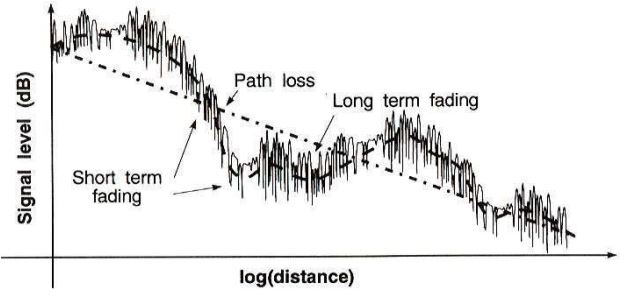 Path loss
Long term fading
Short term
fading
Signal level (dB)
log(distance)